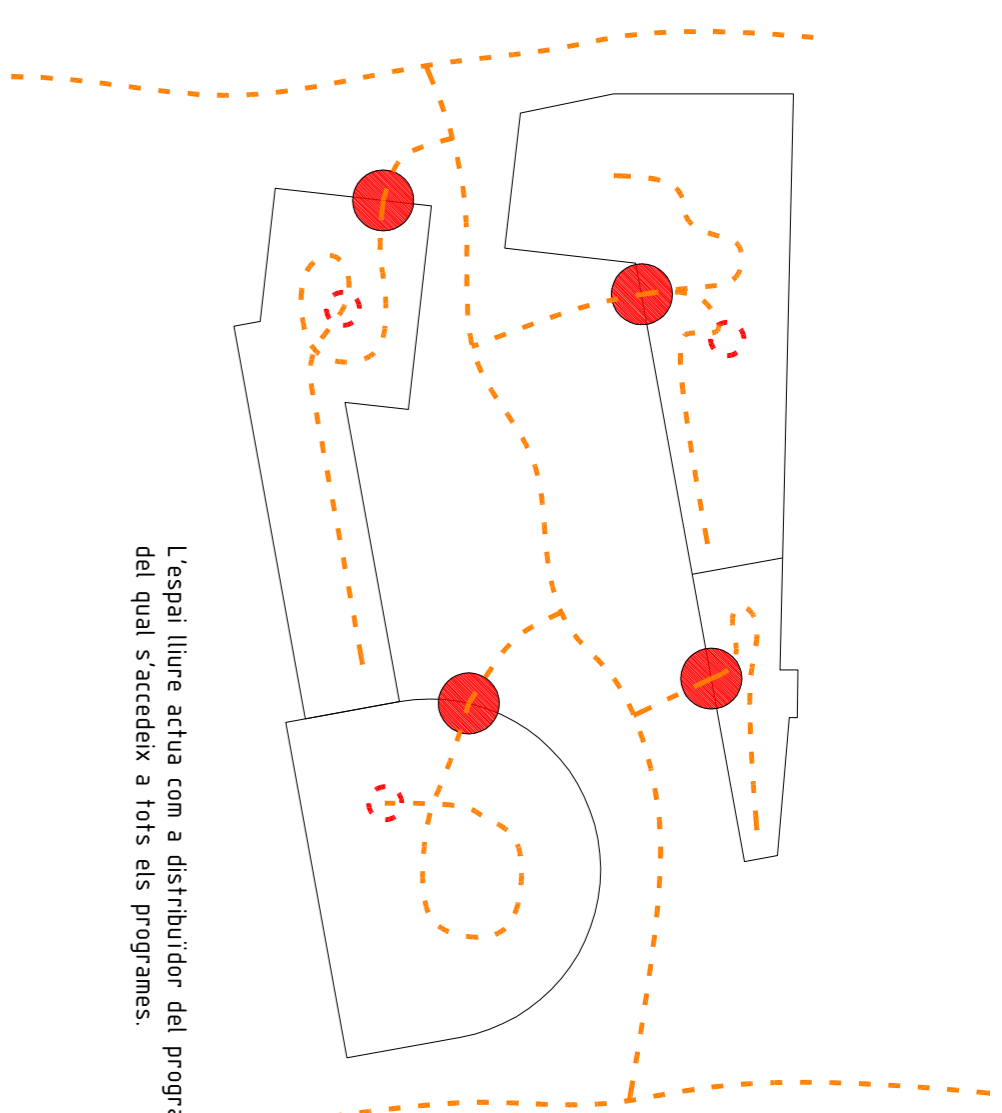 L'espai lliure actua com a distribuïdor del progra
del qual s'accedeix a tots els programes.